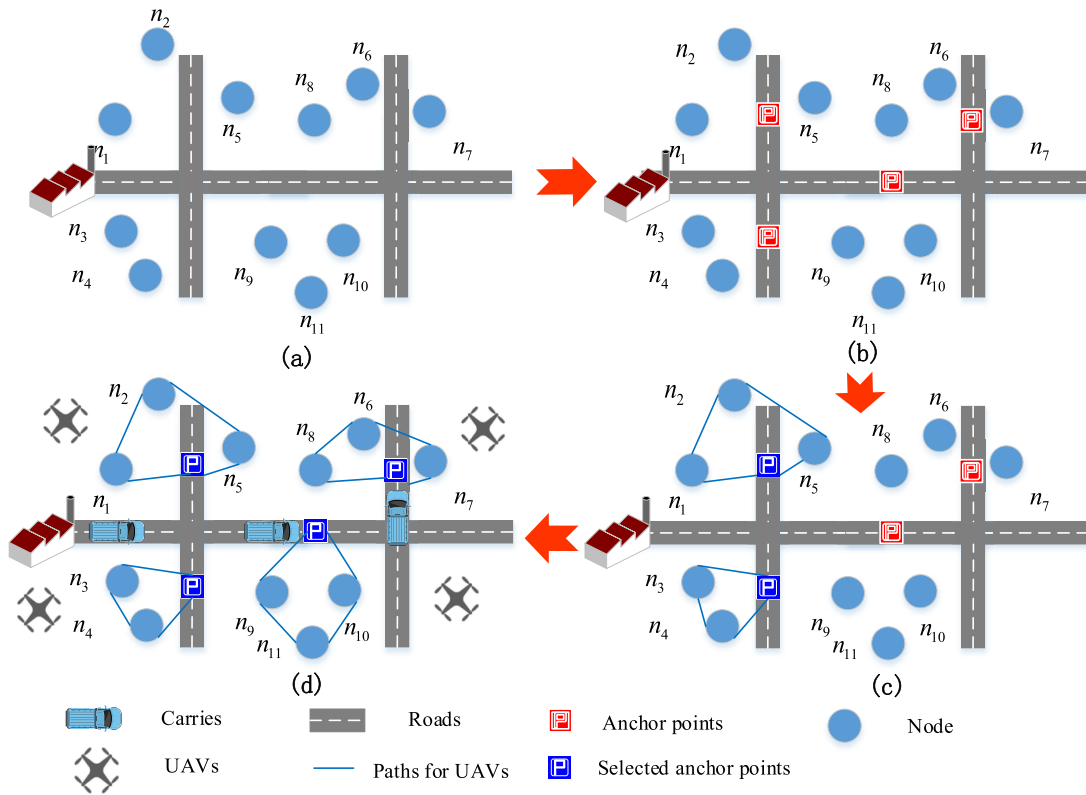 n2
n6
n8
n5
n7
n1
n3
n4
n9
n10
n11
(a)
n2
n6
n8
n5
n7
n1
n3
n4
n9
n10
n11
(b)
n2
n6
n8
n5
n7
n1
n3
n4
n9
n10
n11
(d)
n2
n6
n8
n5
n7
n1
n3
n4
n9
n10
n11
(c)
Carries
Roads
Anchor points
Node
UAVs
Paths for UAVs
Selected anchor points